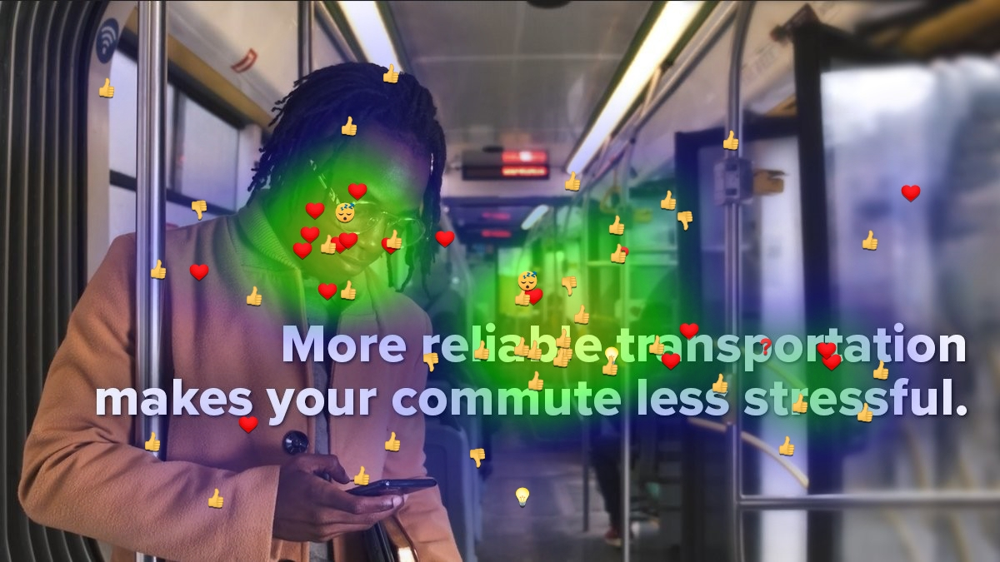 More reliable transportation
makes your commute less stressful.